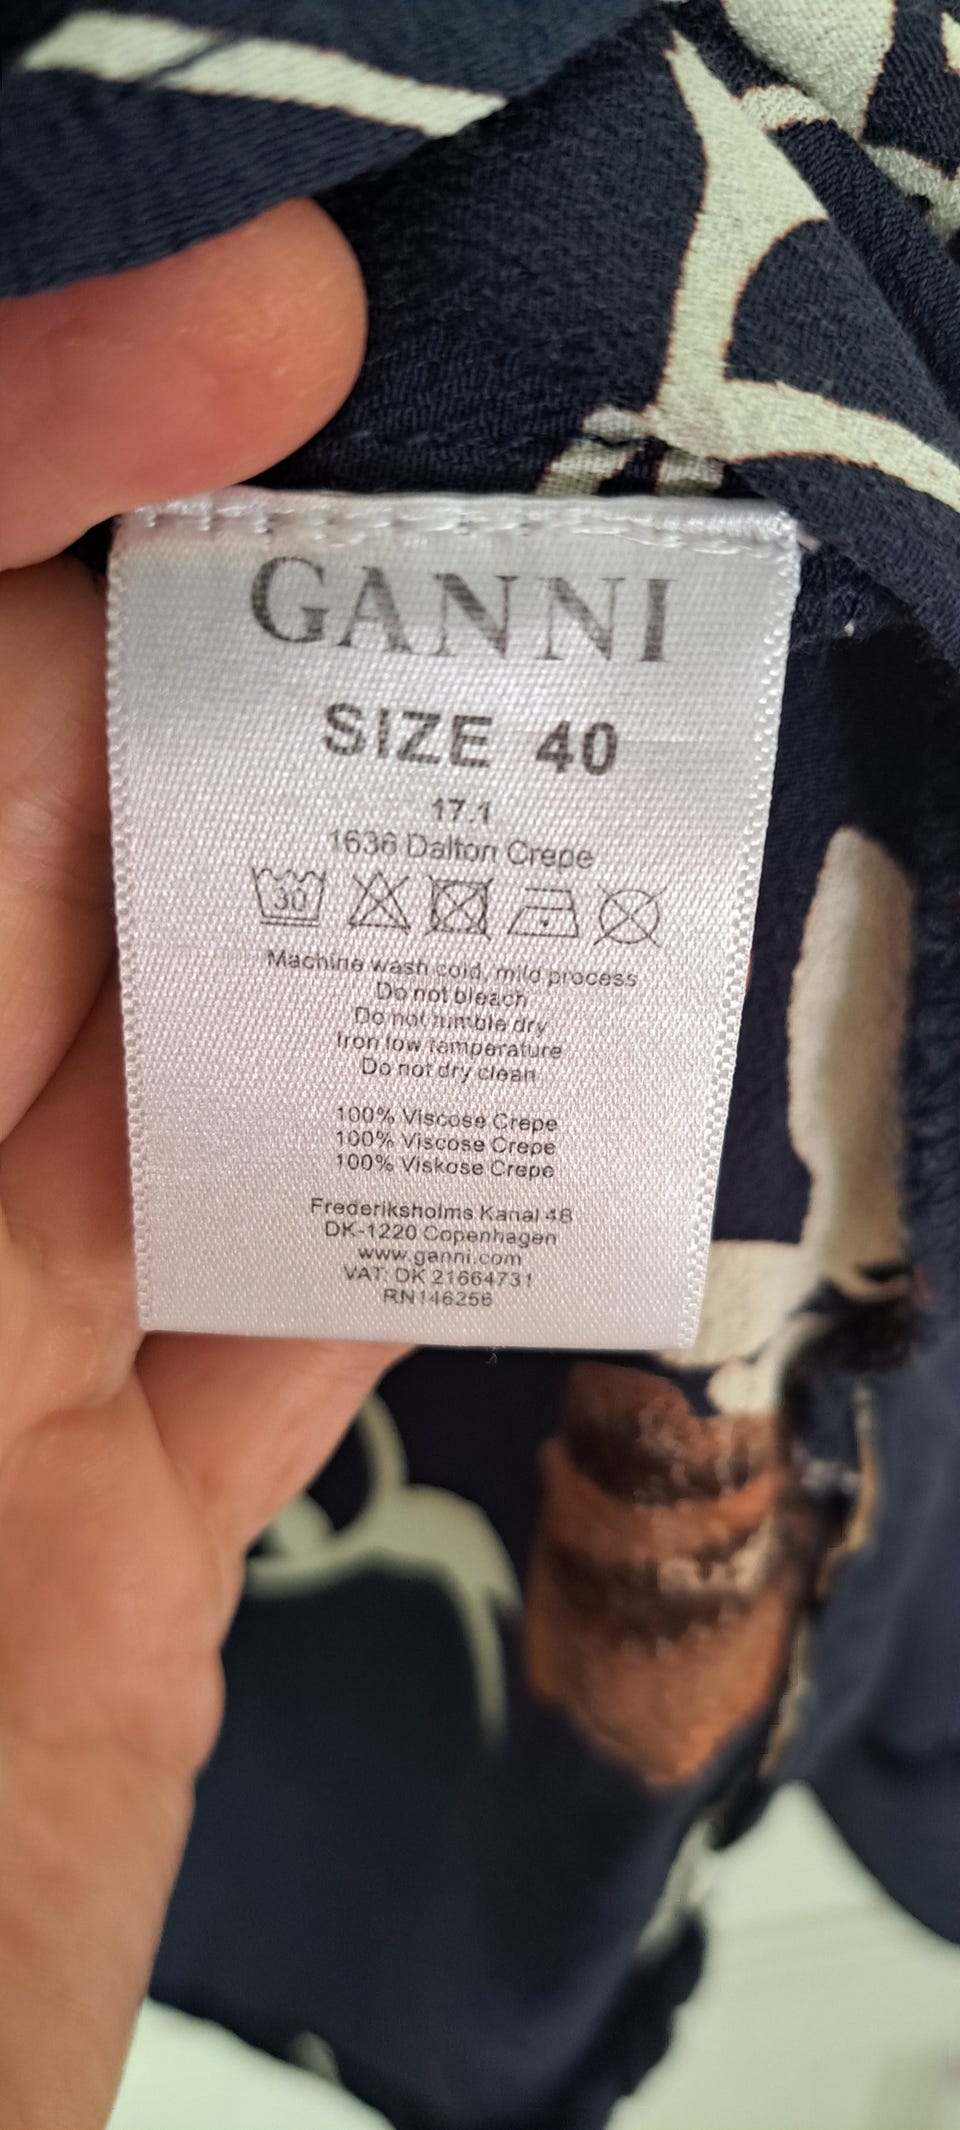 GANNI
SIZE 40
17.1
1636 Dalton Crepe
30
Machine wash cold, mild process
Do not bleach
Do not tumble dry
Iron low temperature
Do not dry clean
100% Viscose Crepe
100% Viscose Crepe
100% Viskose Crepe
Frederiksholms Kanal 4B
DK-1220 Copenhagen
www.ganni.com
VAT: DK 21664731
RN146256